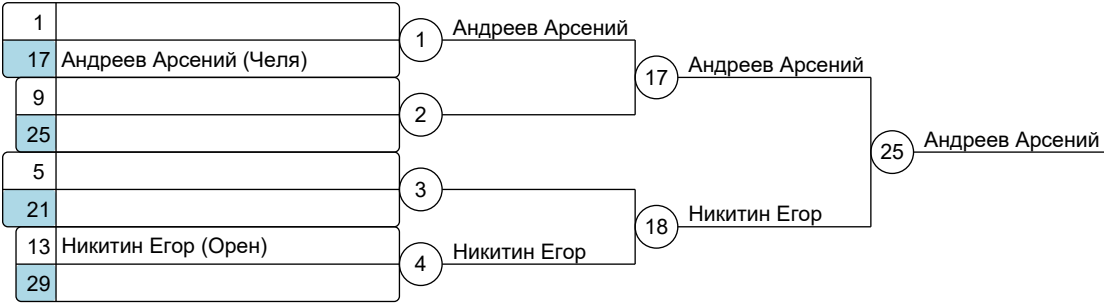 1
17 Андреев Арсений (Челя)
9
25
5
21
13 Никитин Егор (Орен)
29
1 Андреев Арсений
2
3
4 Никитин Егор
17 Андреев Арсений
18 Никитин Егор
25 Андреев Арсений